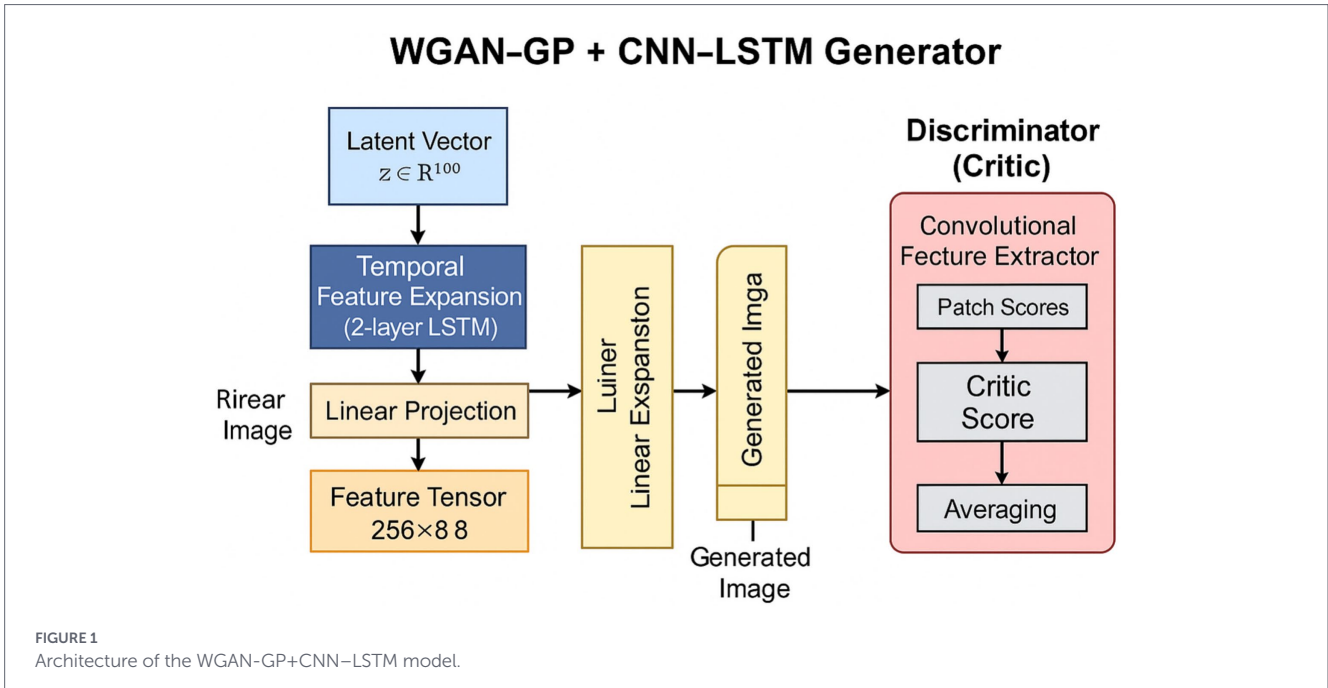 WGAN–GP + CNN–LSTM Generator
Latent Vector
z ∈ R¹⁰⁰
Temporal
Feature Expansion
(2-layer LSTM)
Rirear
Image
Linear Projection
Feature Tensor
256×8 8
Luiner
Linear Exspanston
Generated Imga
Generated
Image
Discriminator
(Critic)
Convolutional
Fecture Extractor
Patch Scores
Critic
Score
Averaging
FIGURE 1
Architecture of the WGAN-GP+CNN–LSTM model.